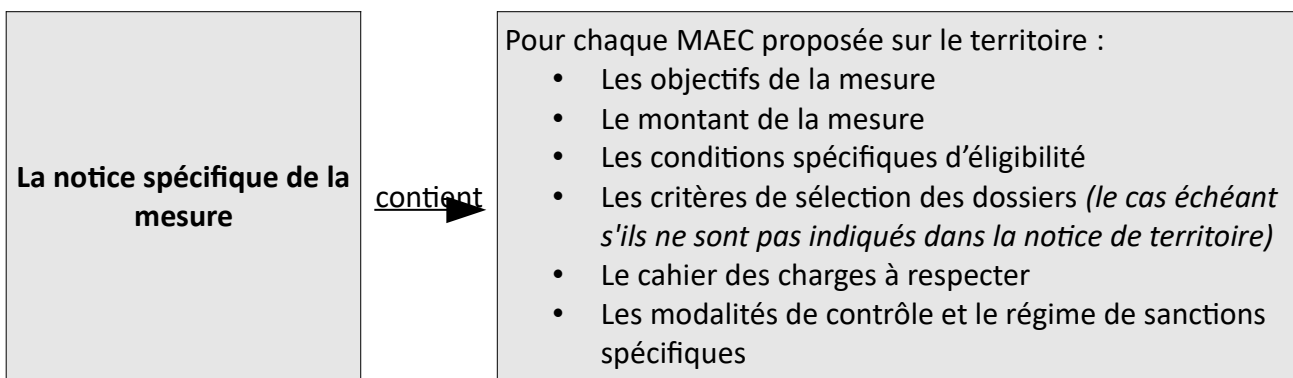 La notice spécifique de la
mesure
contient
Pour chaque MAEC proposée sur le territoire :
• Les objectifs de la mesure
• Le montant de la mesure
• Les conditions spécifiques d’éligibilité
• Les critères de sélection des dossiers (le cas échéant
s'ils ne sont pas indiqués dans la notice de territoire)
• Le cahier des charges à respecter
• Les modalités de contrôle et le régime de sanctions
spécifiques